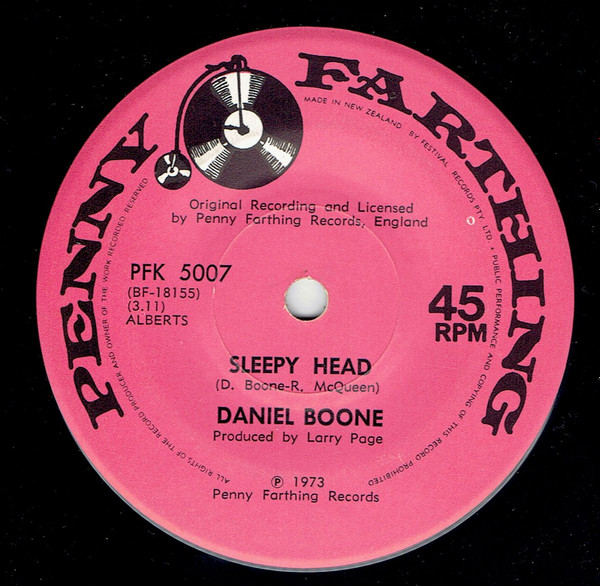 PENNY FARTHING
MADE IN NEW ZEALAND BY FESTIVAL RECORDS PTY. LTD. • PUBLIC PERFORMANCE AND COPYING OF THIS RECORD PROHIBITED
ALL RIGHTS OF THE RECORD PRODUCER AND OWNER OF THE WORK RECORDED RESERVED
Original Recording and Licensed
by Penny Farthing Records, England
PFK 5007
(BF-18155)
(3.11)
ALBERTS
45
RPM
SLEEPY HEAD
(D. Boone-R. McQueen)
DANIEL BOONE
Produced by Larry Page
℗ 1973
Penny Farthing Records